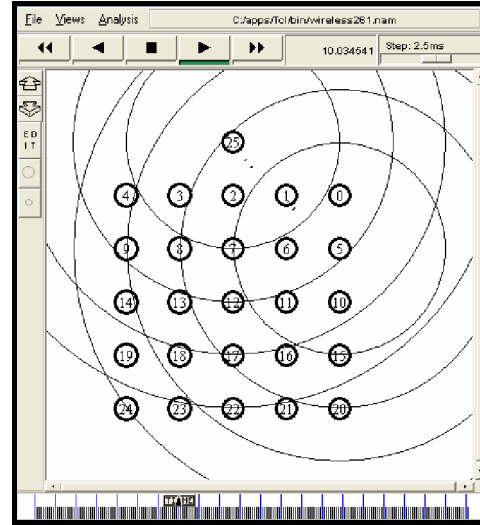 File Views Analysis C:/apps/Tcl/bin/wireless261.nam
10.034541 Step: 2.5ms
ED
IT
25
4 3 2 1 0
9 8 7 6 5
14 13 12 11 10
19 18 17 16 15
24 23 22 21 20
TIME